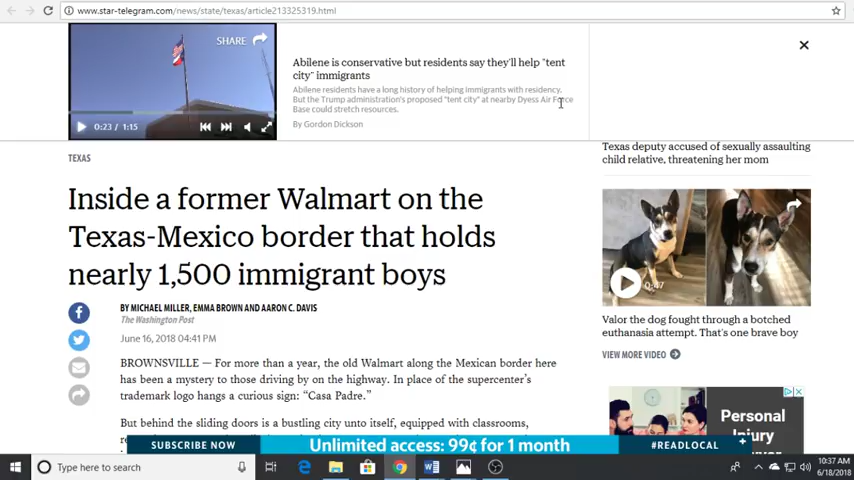 www.star-telegram.com/news/state/texas/article213325319.html
SHARE
0:23 / 1:15
Abilene is conservative but residents say they'll help "tent
city" immigrants
Abilene residents have a long history of helping immigrants with residency,
But the Trump administration's proposed "tent city" at nearby Dyess Air Force
Base could stretch resources.
By Gordon Dickson
TEXAS
Inside a former Walmart on the
Texas-Mexico border that holds
nearly 1,500 immigrant boys
BY MICHAEL MILLER, EMMA BROWN AND AARON C. DAVIS
The Washington Post
June 16, 2018 04:41 PM
BROWNSVILLE — For more than a year, the old Walmart along the Mexican border here
has been a mystery to those driving by on the highway. In place of the supercenter's
trademark logo hangs a curious sign: “Casa Padre.”
But behind the sliding doors is a bustling city unto itself, equipped with classrooms,
Texas deputy accused of sexually assaulting
child relative, threatening her mom
0:47
Valor the dog fought through a botched
euthanasia attempt. That's one brave boy
VIEW MORE VIDEO
Personal
Injury
SUBSCRIBE NOW
Unlimited access: 99¢ for 1 month
#READLOCAL
Type here to search
10:37 AM
6/18/2018